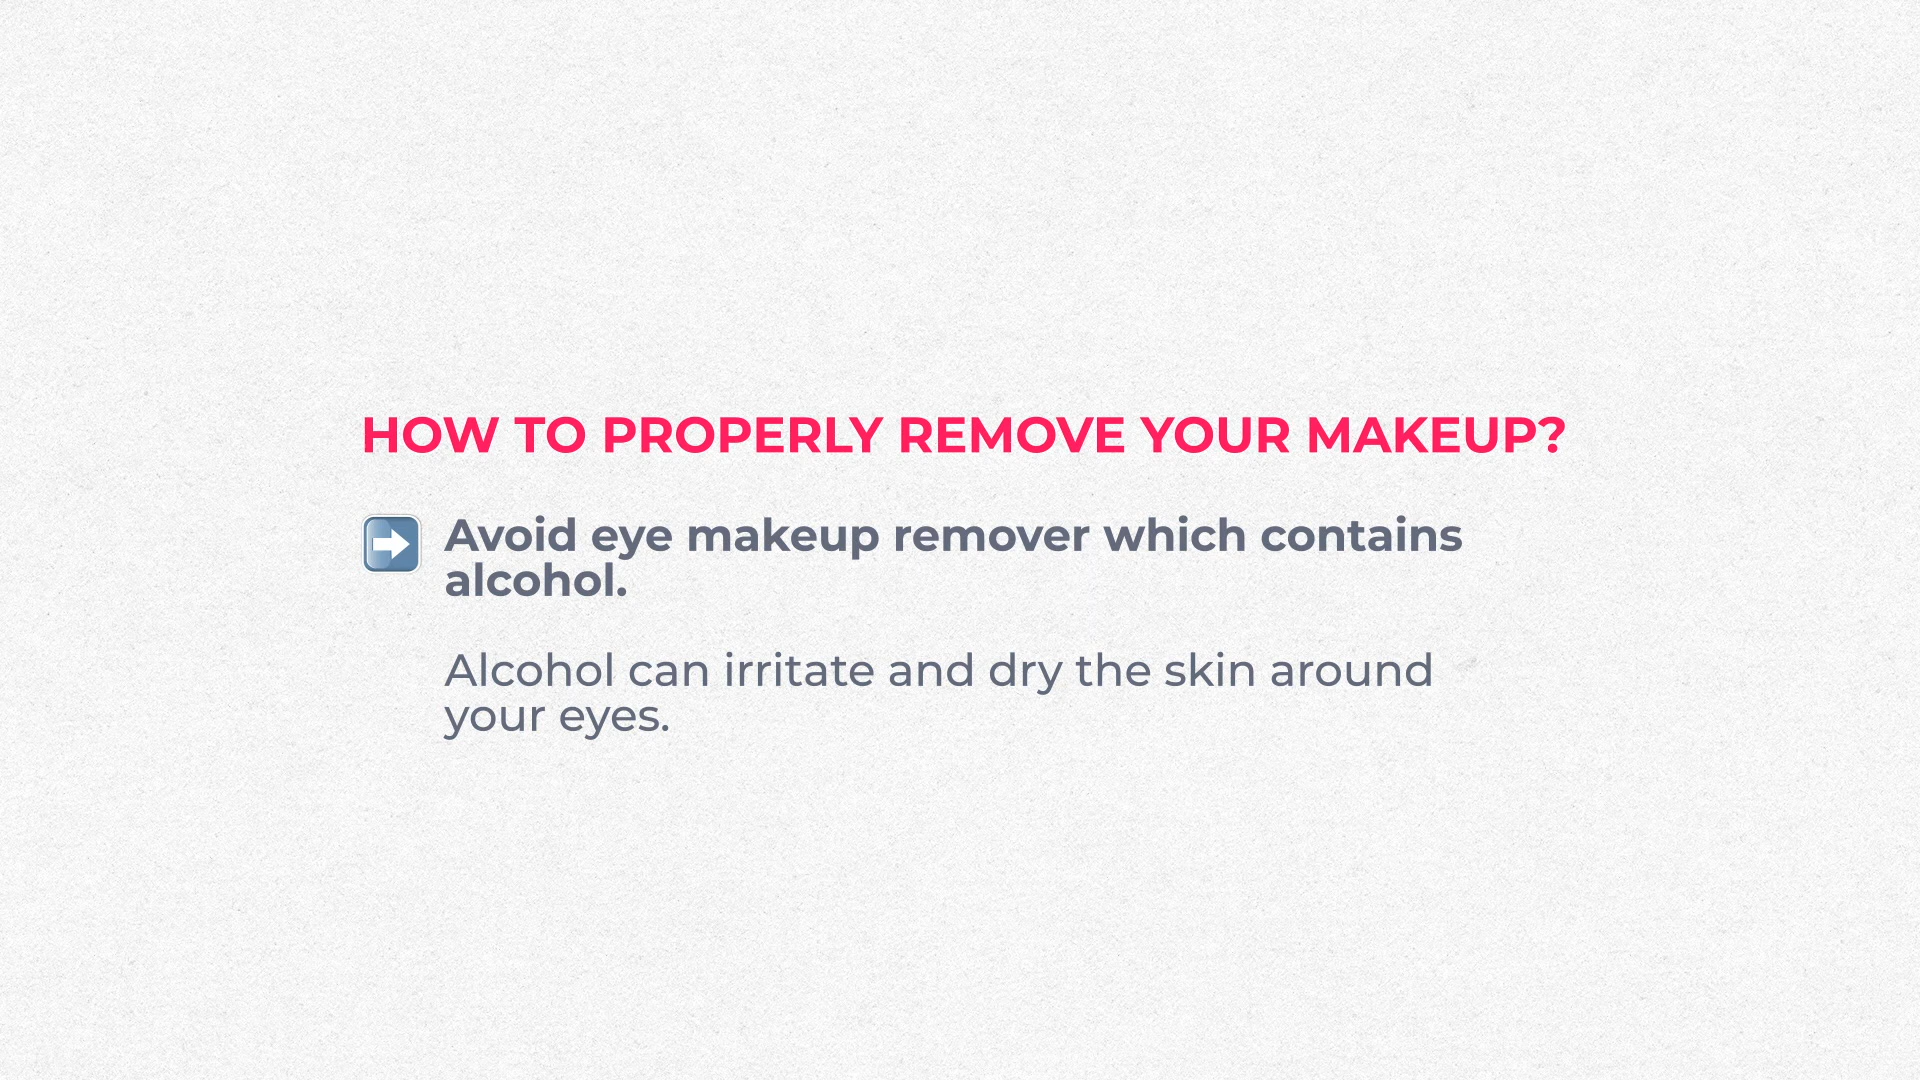 HOW TO PROPERLY REMOVE YOUR MAKEUP?
Avoid eye makeup remover which contains
alcohol.
Alcohol can irritate and dry the skin around
your eyes.